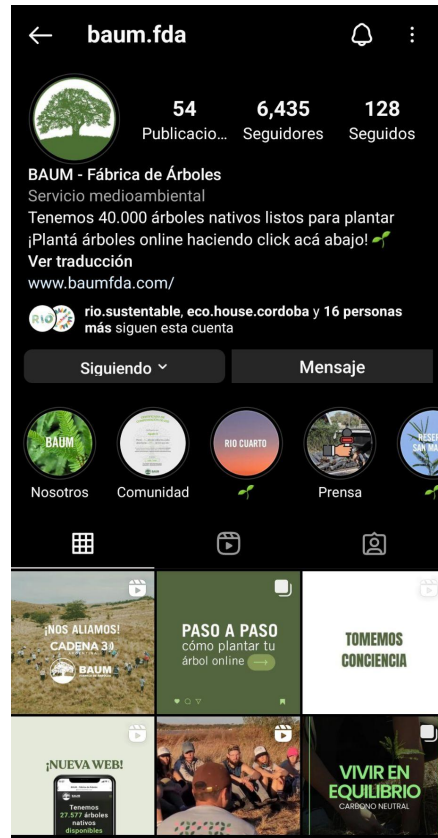 baum.fda
54
6,435
128
Publicacio...
Seguidores
Seguidos
BAUM - Fábrica de Árboles
Servicio medioambiental
Tenemos 40.000 árboles nativos listos para plantar
¡Plantá árboles online haciendo click acá abajo!
Ver traducción
www.baumfda.com/
RIO
rio.sustentable, eco.house.cordoba y 16 personas
más siguen esta cuenta
Siguiendo
Mensaje
BAUM
RIO CUARTO
RESER
SAN MA
Nosotros
Comunidad
Prensa
¡NOS ALIAMOS!
CADENA 3
BAUM
PASO A PASO
cómo plantar tu
árbol online
TOMEMOS
CONCIENCIA
¡NUEVA WEB!
Tenemos
27.577 árboles
nativos
disponibles
VIVIR EN
EQUILIBRIO
CARBONO NEUTRAL